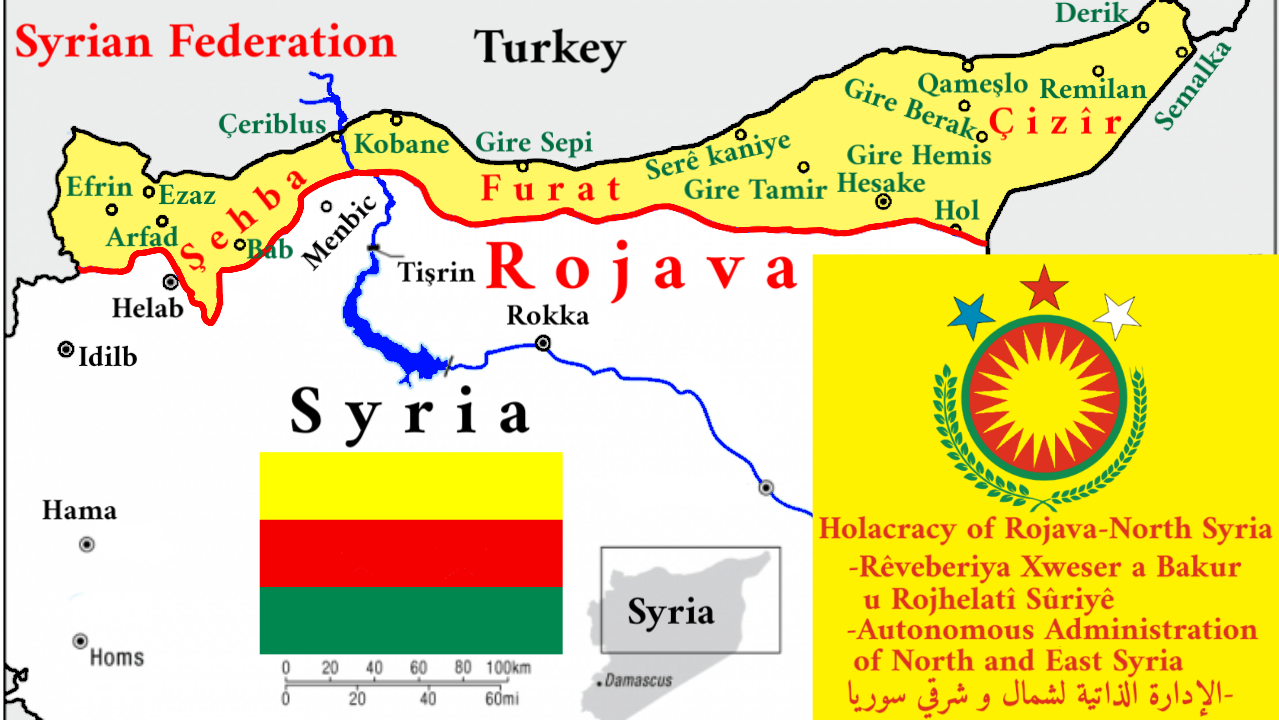 Syrian Federation
Turkey
Derik
Semalka
Qameşlo
Remilan
Gire Berak
Çizîr
Çeriblus
Kobane
Gire Sepi
Serê kaniye
Gire Hemis
Gire Tamir
Hesake
Hol
Efrin
Ezaz
Arfad
Şehba
Bab
Menbic
Furat
Rojava
Tişrin
Helab
Rokka
Idilb
Syria
Hama
Homs
0 20 40 60 80 100km
0 20 40 60mi
Syria
Damascus
Holacracy of Rojava-North Syria
-Rêveberiya Xweser a Bakur
u Rojhelatî Sûriyê
-Autonomous Administration
of North and East Syria
-الإدارة الذاتية لشمال و شرقي سوريا